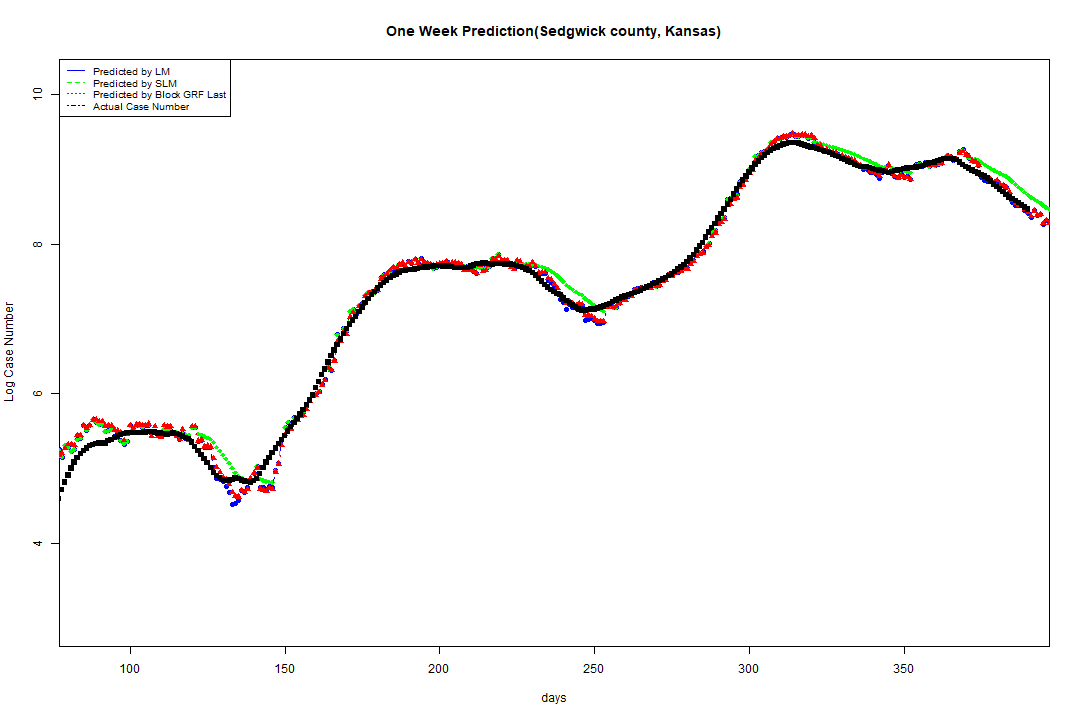 One Week Prediction(Sedgwick county, Kansas)
Predicted by LM
Predicted by SLM
Predicted by Block GRF Last
Actual Case Number
10
8
6
4
Log Case Number
100 150 200 250 300 350
days